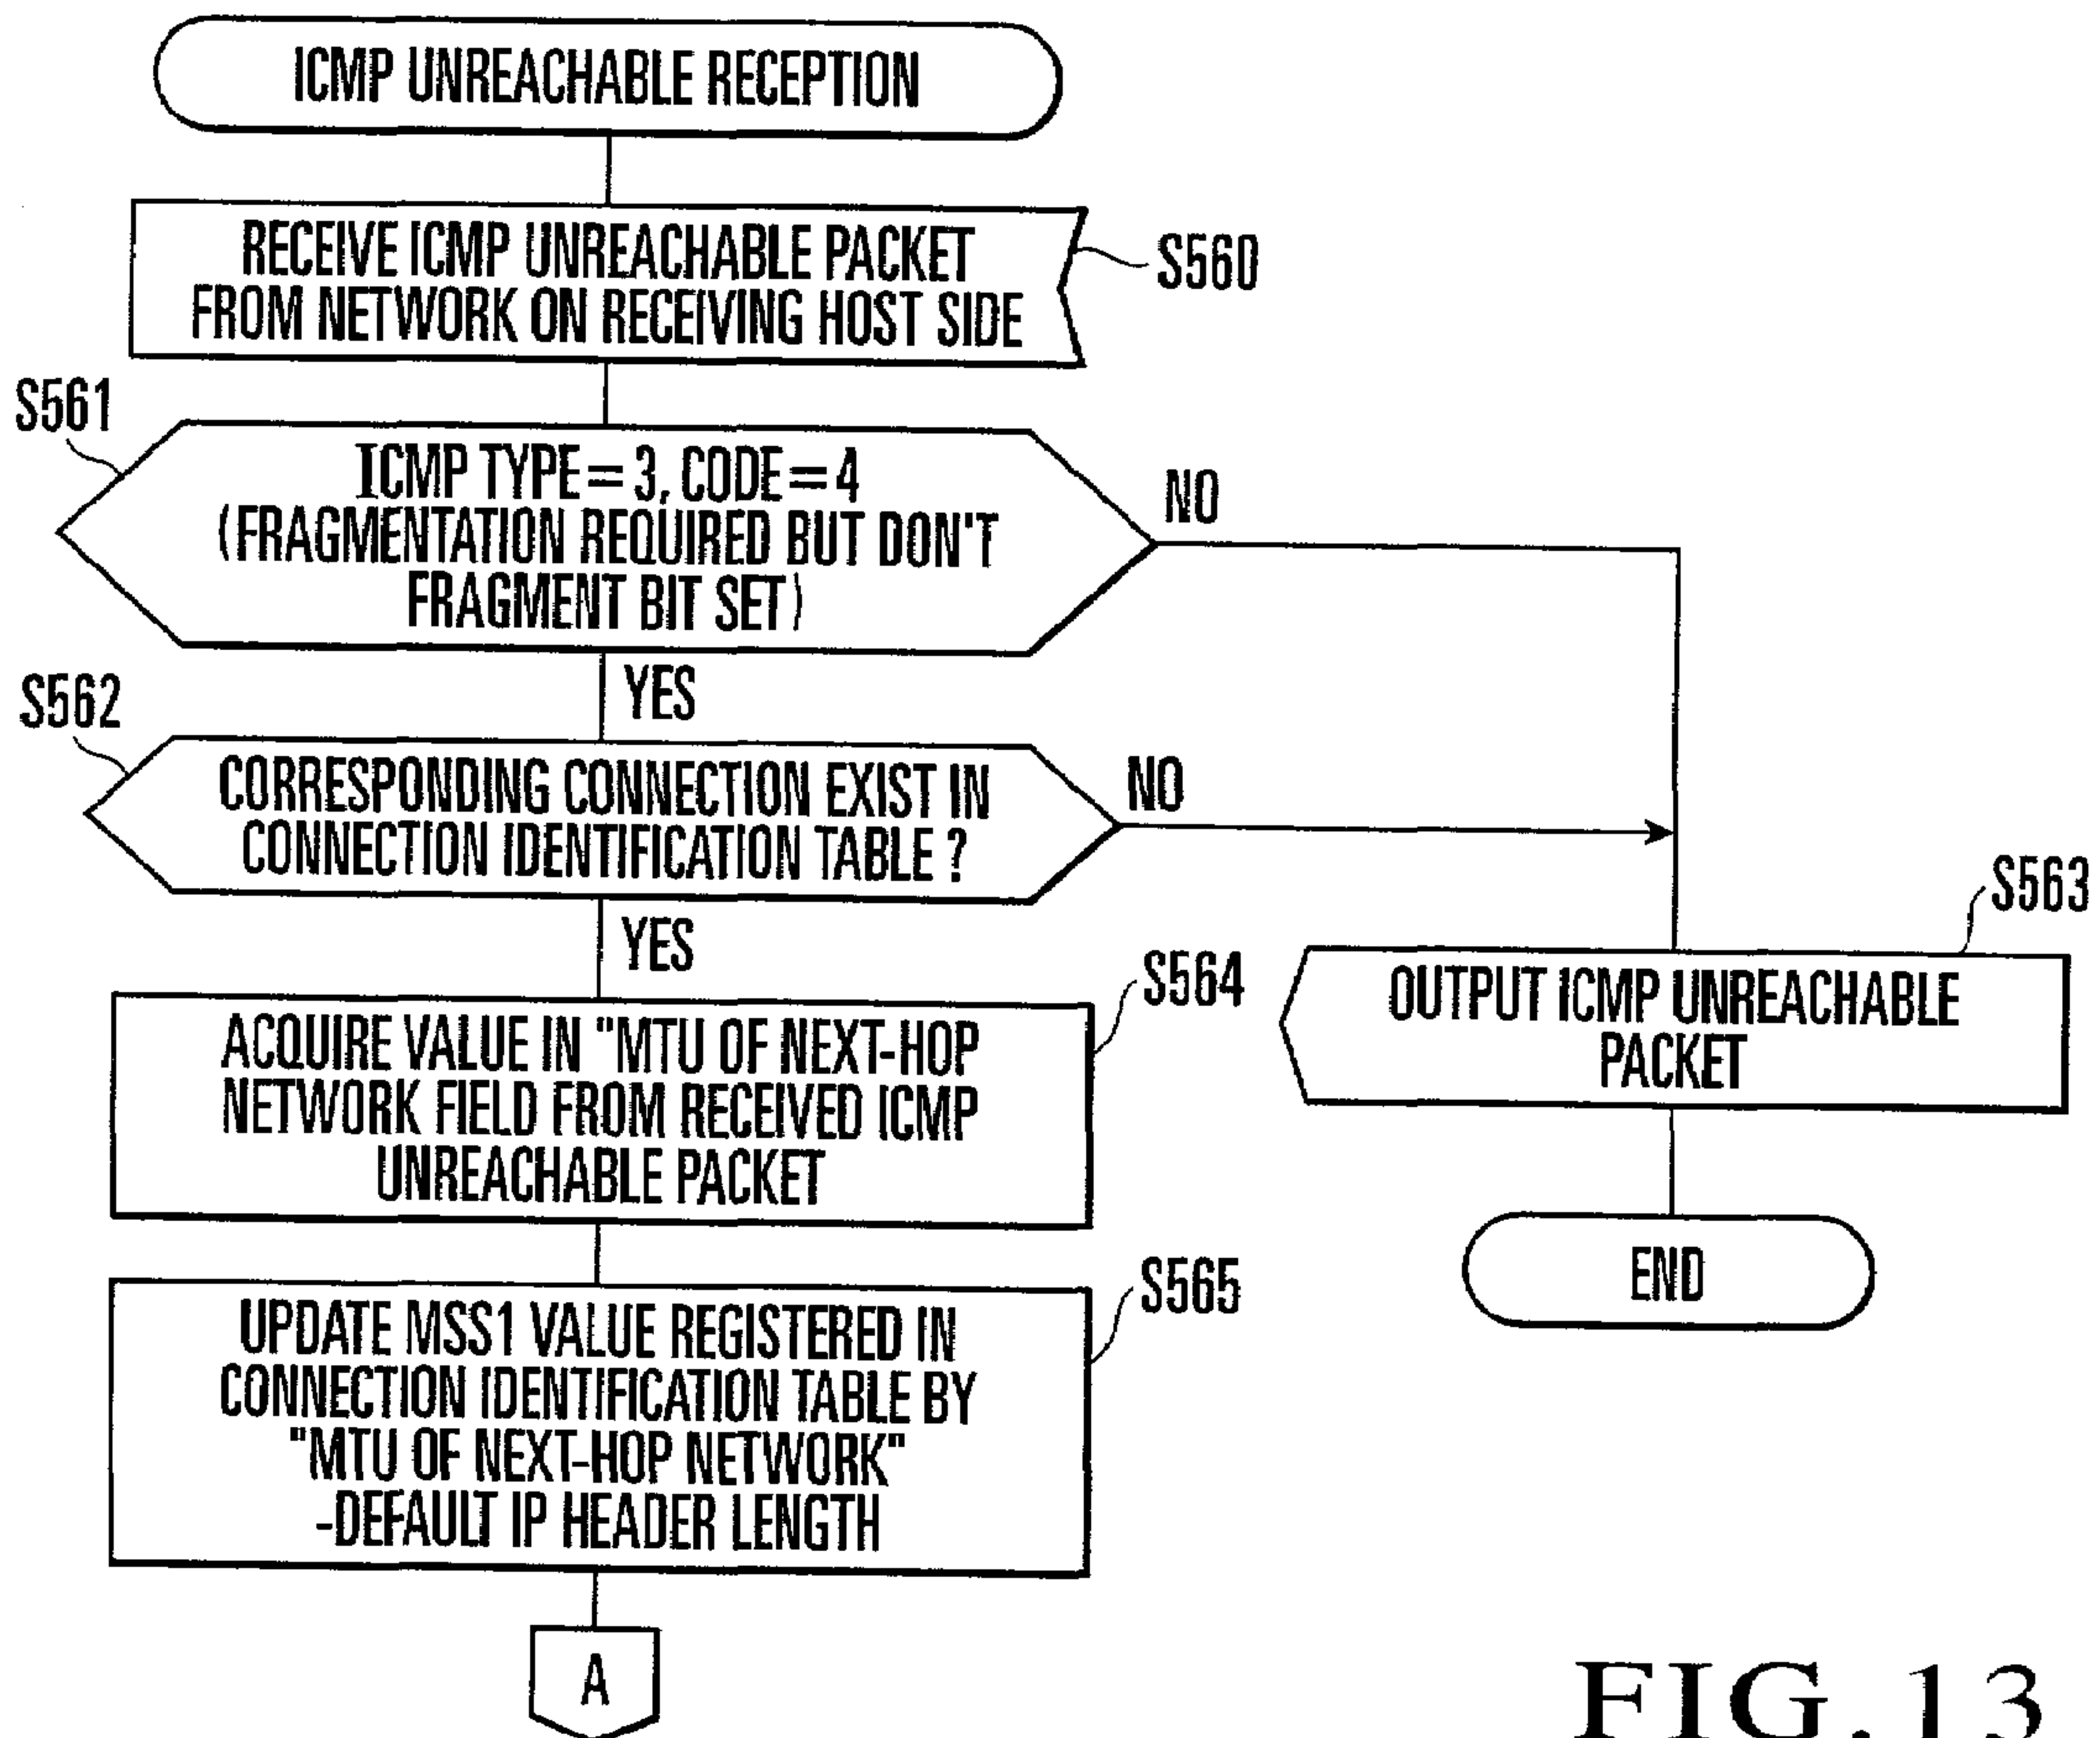 ICMP UNREACHABLE RECEPTION
RECEIVE ICMP UNREACHABLE PACKET
FROM NETWORK ON RECEIVING HOST SIDE
S560
S561
ICMP TYPE=3, CODE=4
(FRAGMENTATION REQUIRED BUT DON'T
FRAGMENT BIT SET)
NO
YES
S562
CORRESPONDING CONNECTION EXIST IN
CONNECTION IDENTIFICATION TABLE ?
NO
YES
S563
OUTPUT ICMP UNREACHABLE
PACKET
END
S564
ACQUIRE VALUE IN "MTU OF NEXT-HOP
NETWORK FIELD FROM RECEIVED ICMP
UNREACHABLE PACKET
S565
UPDATE MSS1 VALUE REGISTERED IN
CONNECTION IDENTIFICATION TABLE BY
"MTU OF NEXT-HOP NETWORK"
-DEFAULT IP HEADER LENGTH
A
FIG.13